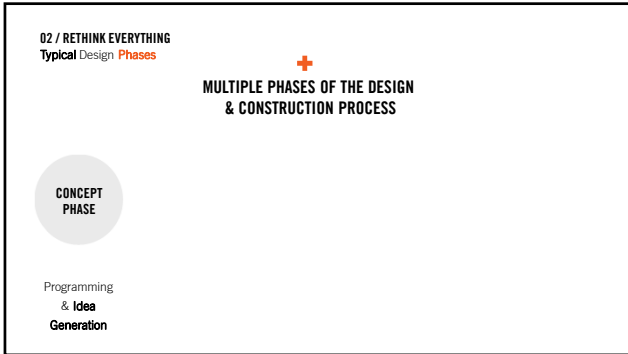 02 / RETHINK EVERYTHING
Typical Design Phases
MULTIPLE PHASES OF THE DESIGN
& CONSTRUCTION PROCESS
CONCEPT
PHASE
Programming
& Idea
Generation